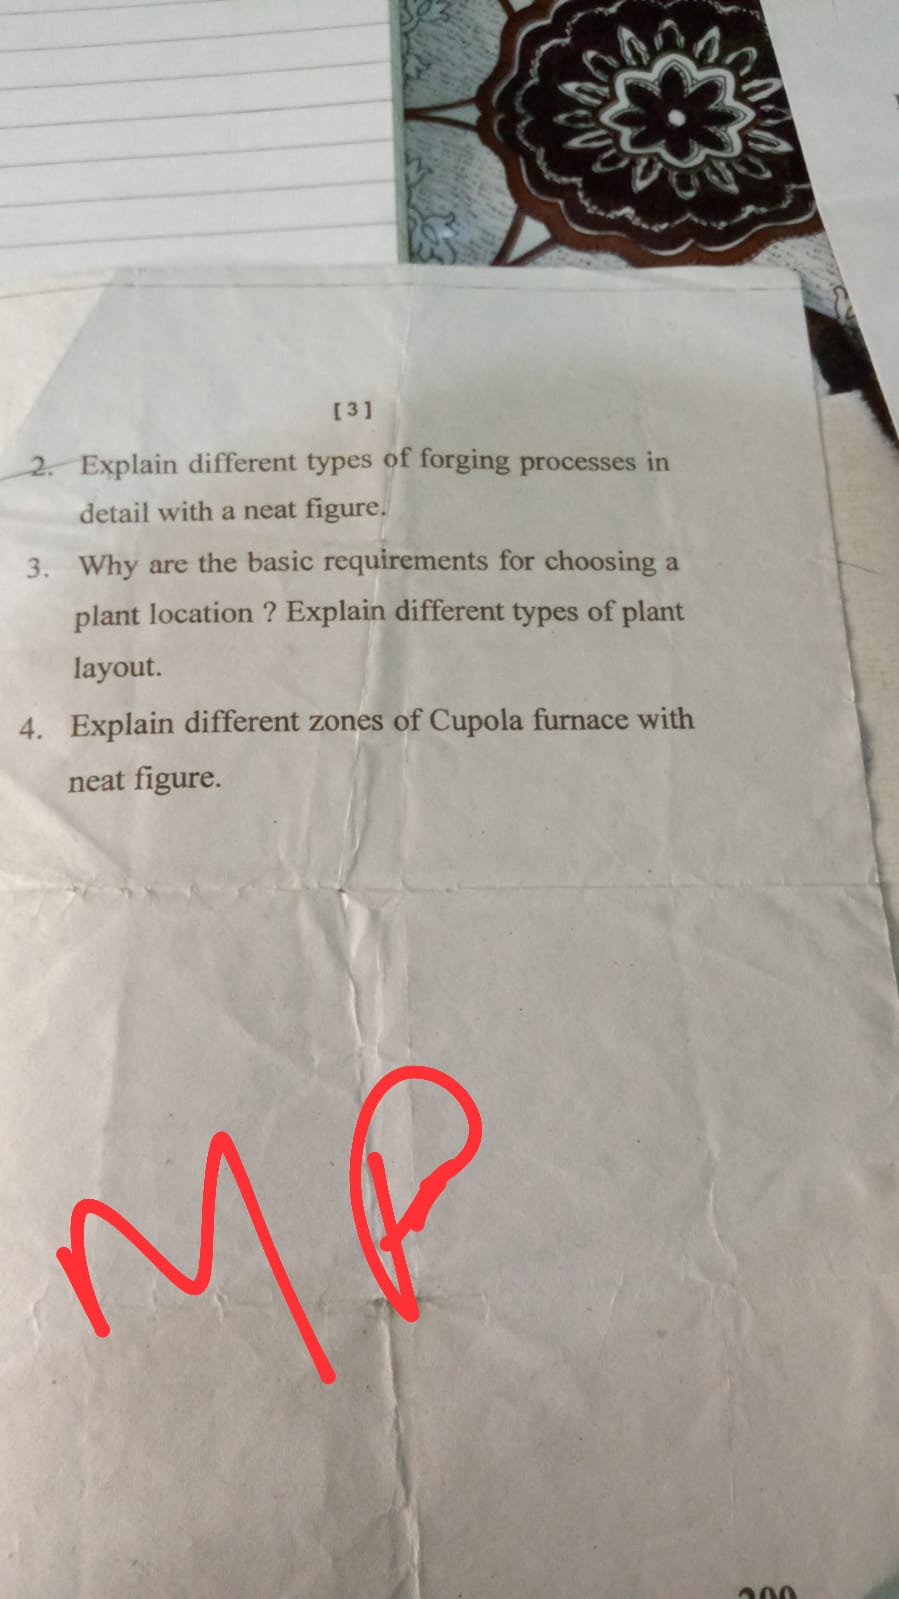 [ 3 ]
2. Explain different types of forging processes in
detail with a neat figure.
3. Why are the basic requirements for choosing a
plant location ? Explain different types of plant
layout.
4. Explain different zones of Cupola furnace with
neat figure.
MP